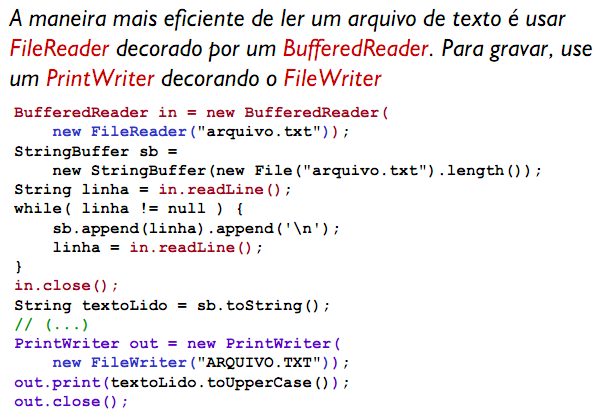 A maneira mais eficiente de ler um arquivo de texto é usar
FileReader decorado por um BufferedReader. Para gravar, use
um PrintWriter decorando o FileWriter
BufferedReader in = new BufferedReader(
    new FileReader("arquivo.txt"));
StringBuffer sb =
    new StringBuffer(new File("arquivo.txt").length());
String linha = in.readLine();
while( linha != null ) {
    sb.append(linha).append('\n');
    linha = in.readLine();
}
in.close();
String textoLido = sb.toString();
// (...)
PrintWriter out = new PrintWriter(
    new FileWriter("ARQUIVO.TXT"));
out.print(textoLido.toUpperCase());
out.close();